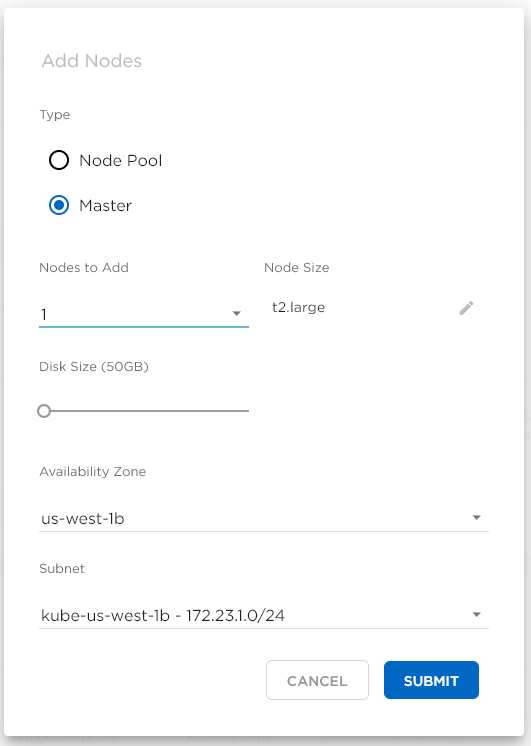 Add Nodes
Type
Node Pool
Master
Nodes to Add
Node Size
1
t2.large
Disk Size (50GB)
Availability Zone
us-west-1b
Subnet
kube-us-west-1b - 172.23.1.0/24
CANCEL
SUBMIT